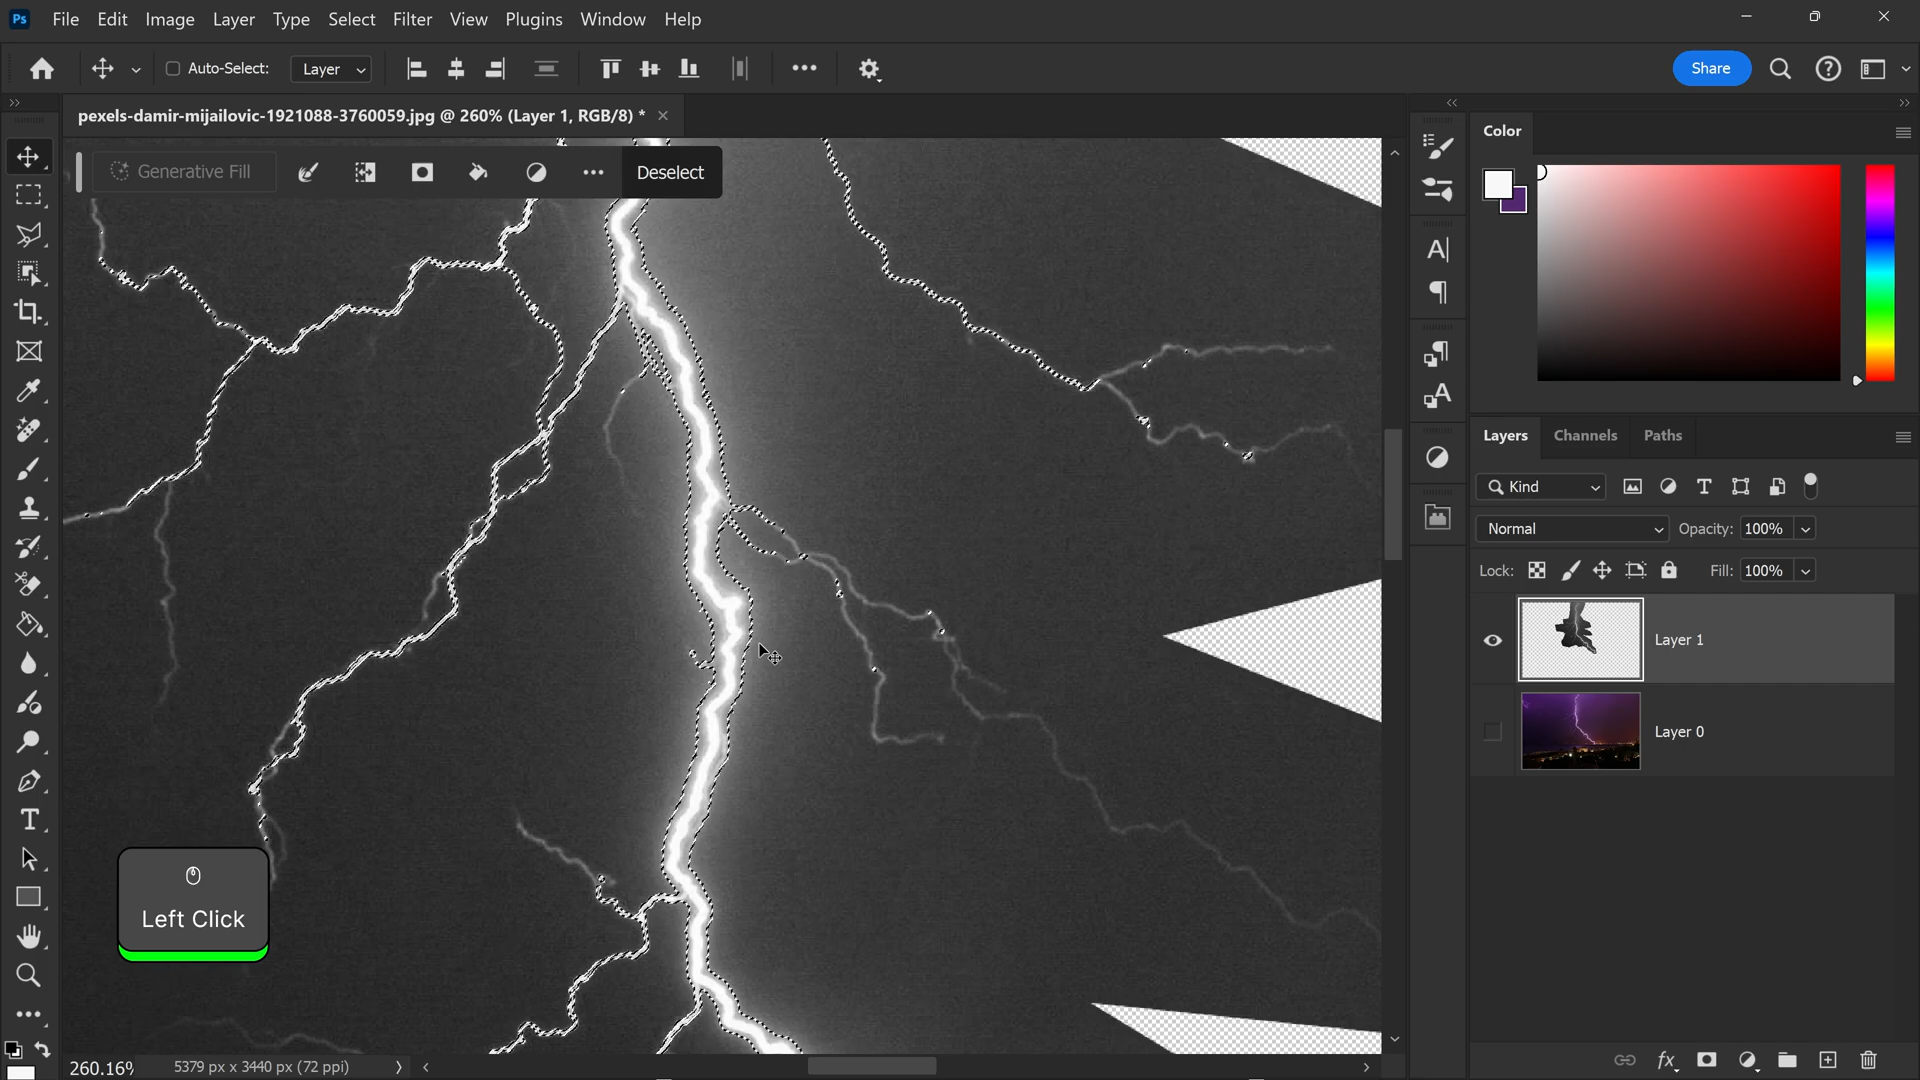 Ps File Edit Image Layer Type Select Filter View Plugins Window Help
Auto-Select: Layer Share
pexels-damir-mijailovic-1921088-3760059.jpg @ 260% (Layer 1, RGB/8) *
Color
Generative Fill Deselect
Layers Channels Paths
Kind
Normal Opacity: 100%
Lock: Fill: 100%
Layer 1
Layer 0
Left Click
260.16% 5379 px x 3440 px (72 ppi)
fx